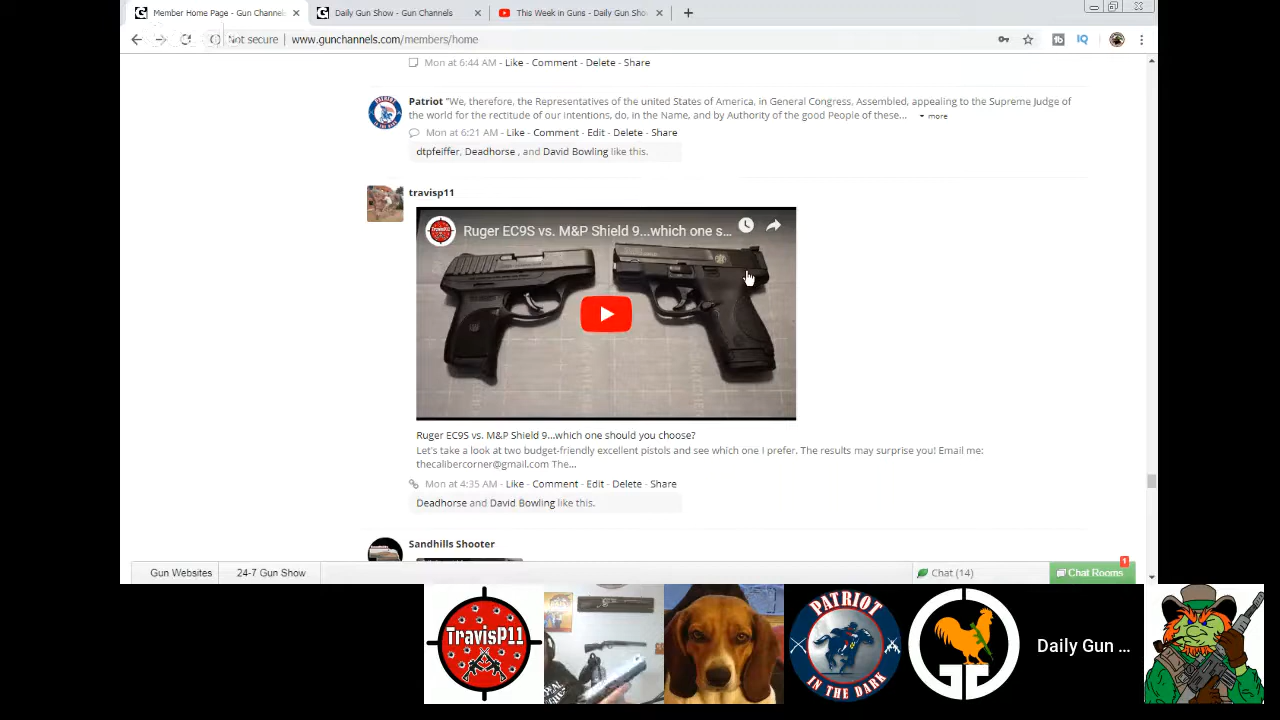 Member Home Page - Gun Channel
Daily Gun Show - Gun Channels
This Week in Guns - Daily Gun Sho
Not secure
www.gunchannels.com/members/home
Mon at 6:44 AM - Like - Comment - Delete - Share
Patriot "We, therefore, the Representatives of the united States of America, in General Congress, Assembled, appealing to the Supreme Judge of
the world for the rectitude of our intentions, do, in the Name, and by Authority of the good People of these... more
Mon at 6:21 AM - Like - Comment - Edit - Delete - Share
dtpfeiffer, Deadhorse , and David Bowling like this.
travisp11
Ruger EC9S vs. M&P Shield 9...which one s...
Ruger EC9S vs. M&P Shield 9...which one should you choose?
Let's take a look at two budget-friendly excellent pistols and see which one I prefer. The results may surprise you! Email me:
thecalibercorner@gmail.com The...
Mon at 4:35 AM - Like - Comment - Edit - Delete - Share
Deadhorse and David Bowling like this.
Sandhills Shooter
Gun Websites
24-7 Gun Show
Chat (14)
Chat Rooms
1
TravisP11
PATRIOT
IN THE DARK
Daily Gun ...